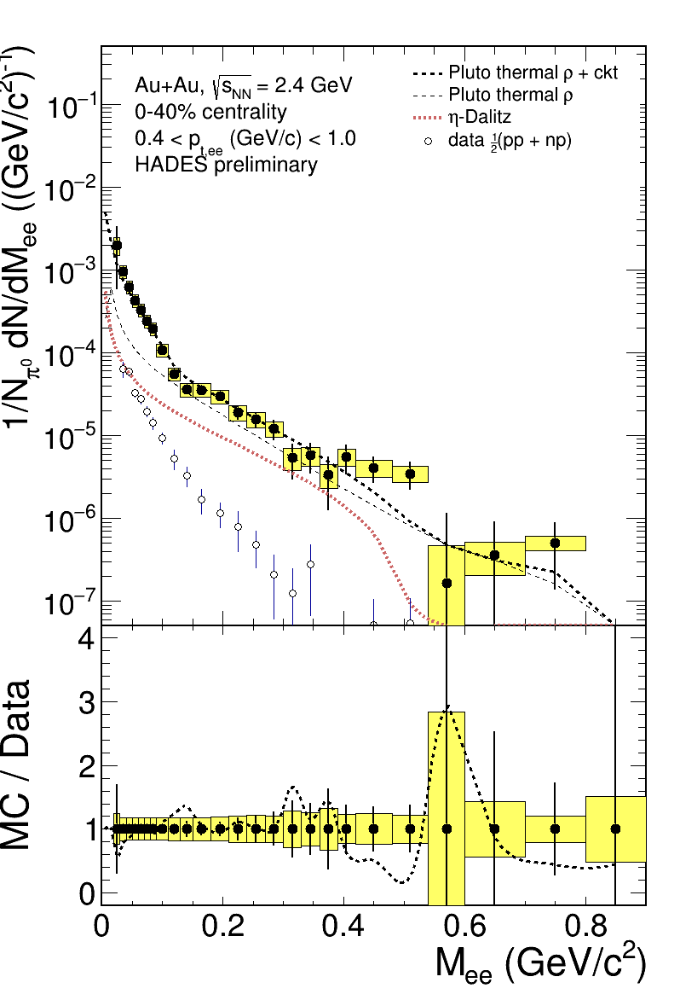 Au+Au, √s_NN = 2.4 GeV
0-40% centrality
0.4 < p_t,ee (GeV/c) < 1.0
HADES preliminary
Pluto thermal ρ + ckt
Pluto thermal ρ
η-Dalitz
data ½(pp + np)
1/N_π⁰ dN/dM_ee ((GeV/c²)⁻¹)
10⁻¹
10⁻²
10⁻³
10⁻⁴
10⁻⁵
10⁻⁶
10⁻⁷
MC / Data
4
3
2
1
0
0 0.2 0.4 0.6 0.8
M_ee (GeV/c²)